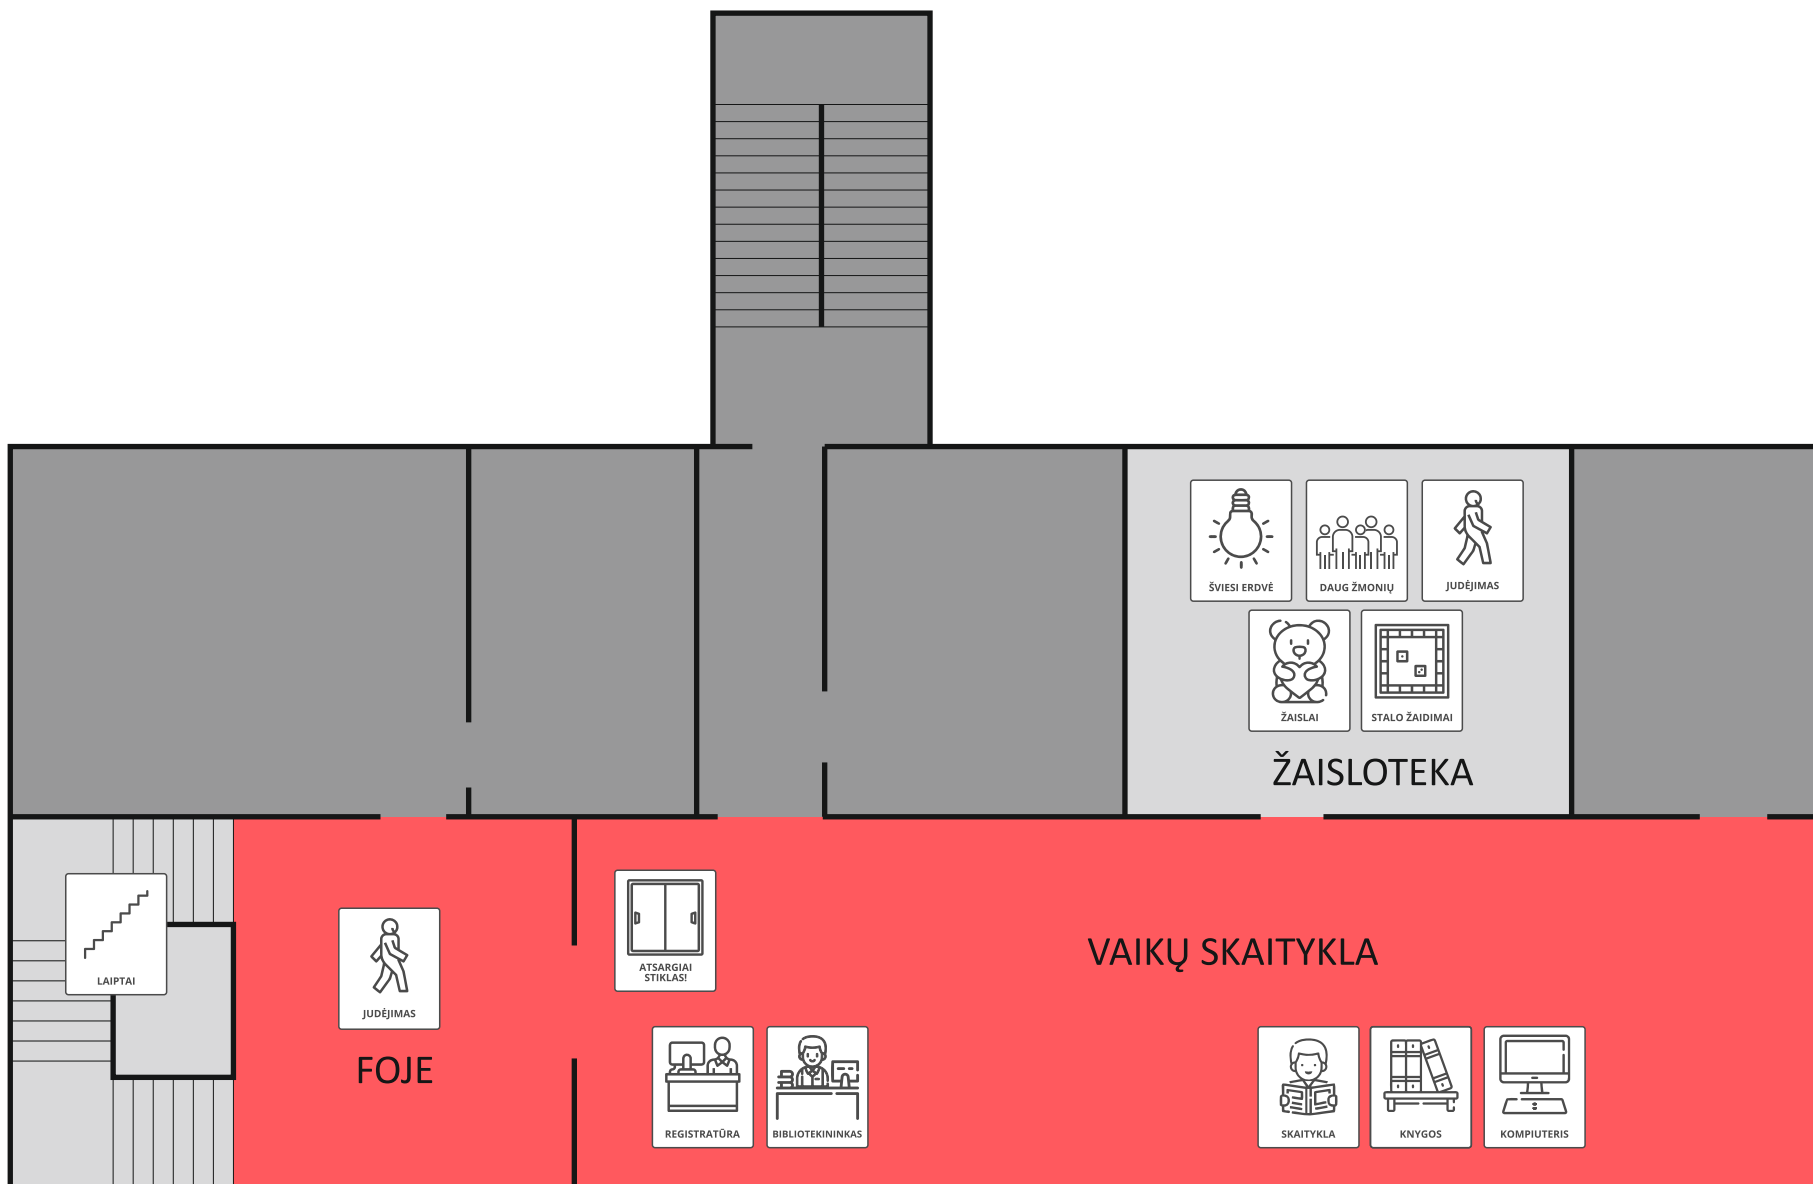 ŠVIESI ERDVĖ
DAUG ŽMONIŲ
JUDĖJIMAS
ŽAISLAI
STALO ŽAIDIMAI
ŽAISLOTEKA
LAIPTAI
JUDĖJIMAS
FOJE
ATSARGIAI
STIKLAS!
VAIKŲ SKAITYKLA
REGISTRATŪRA
BIBLIOTEKININKAS
SKAITYKLA
KNYGOS
KOMPIUTERIS